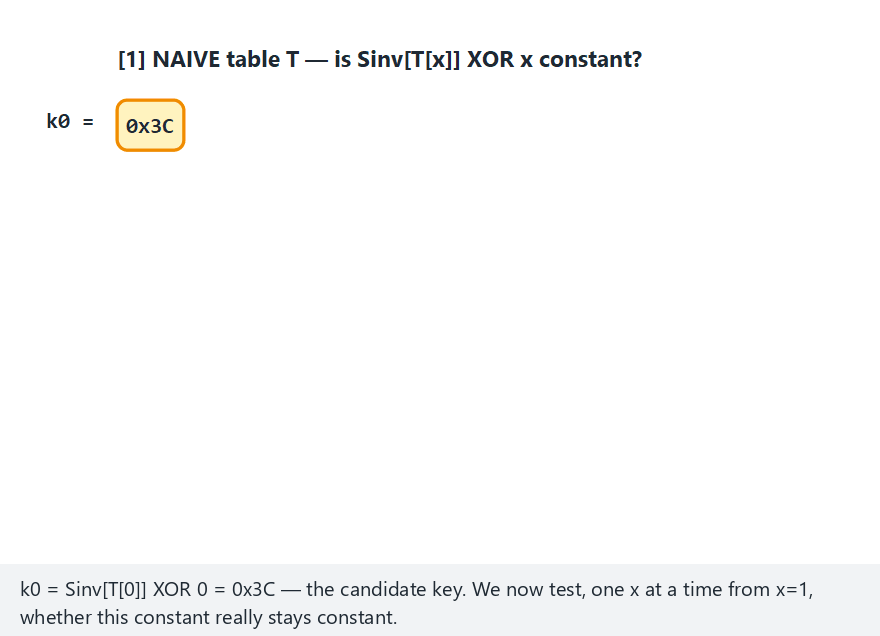 [1] NAIVE table T — is Sinv[T[x]] XOR x constant?
k0 = 0x3C
k0 = Sinv[T[0]] XOR 0 = 0x3C — the candidate key. We now test, one x at a time from x=1,
whether this constant really stays constant.